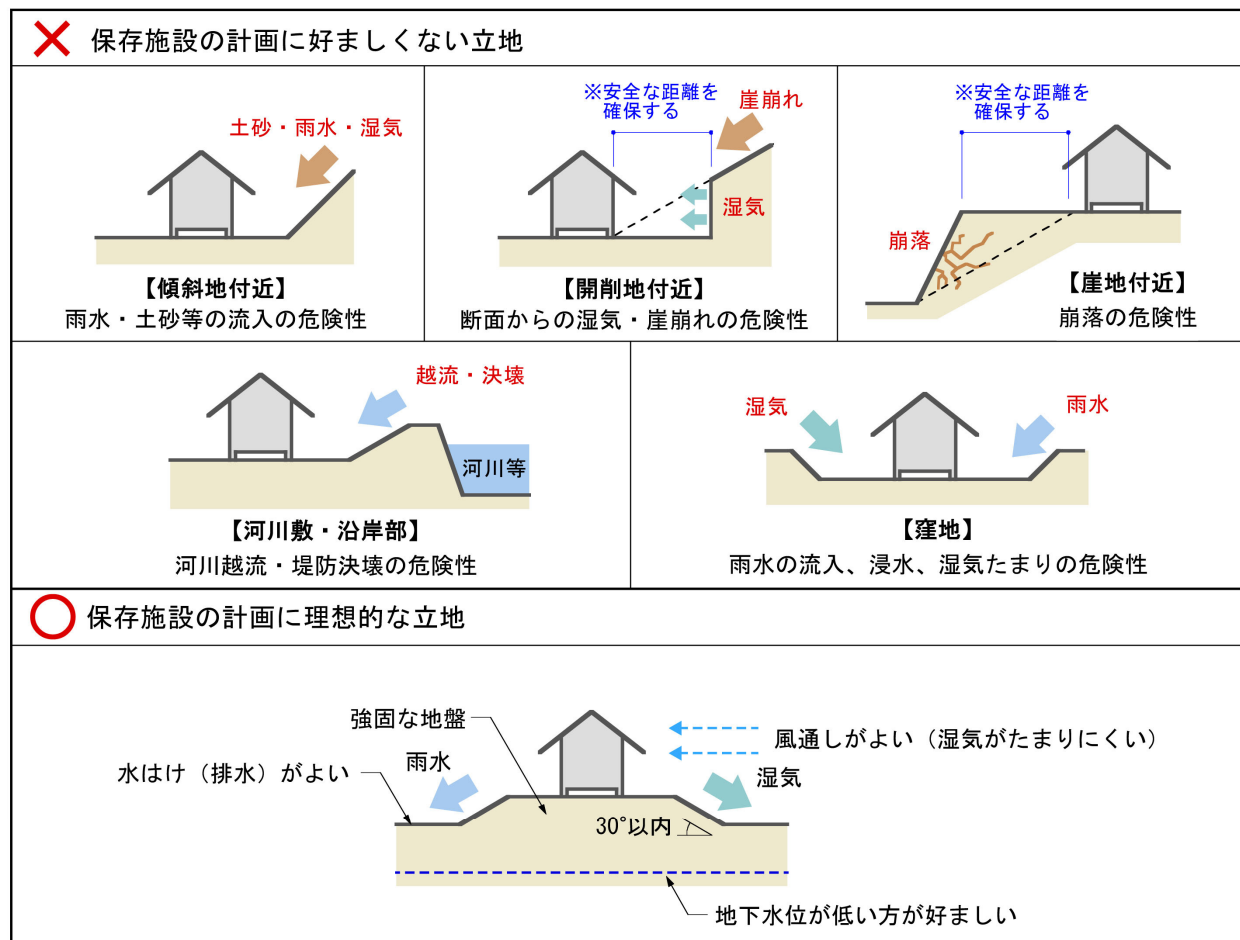 保存施設の計画に好ましくない立地
土砂・雨水・湿気
【傾斜地付近】
雨水・土砂等の流入の危険性
※安全な距離を
確保する
崖崩れ
湿気
【開削地付近】
断面からの湿気・崖崩れの危険性
※安全な距離を
確保する
崩落
【崖地付近】
崩落の危険性
越流・決壊
河川等
【河川敷・沿岸部】
河川越流・堤防決壊の危険性
湿気
雨水
【窪地】
雨水の流入、浸水、湿気たまりの危険性
保存施設の計画に理想的な立地
強固な地盤
風通しがよい（湿気がたまりにくい）
雨水
水はけ（排水）がよい
湿気
30°以内
地下水位が低い方が好ましい